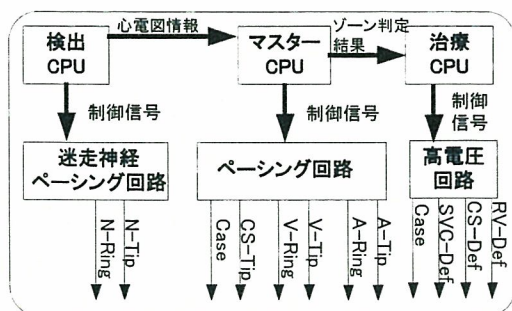 検出
CPU
心電図情報
マスター
CPU
ゾーン判定
結果
治療
CPU
制御信号
制御信号
制御
信号
迷走神経
ペーシング回路
ペーシング回路
高電圧
回路
N-Ring
N-Tip
Case
CS-Tip
V-Ring
V-Tip
A-Ring
A-Tip
Case
SVC-Def
CS-Def
RV-Def